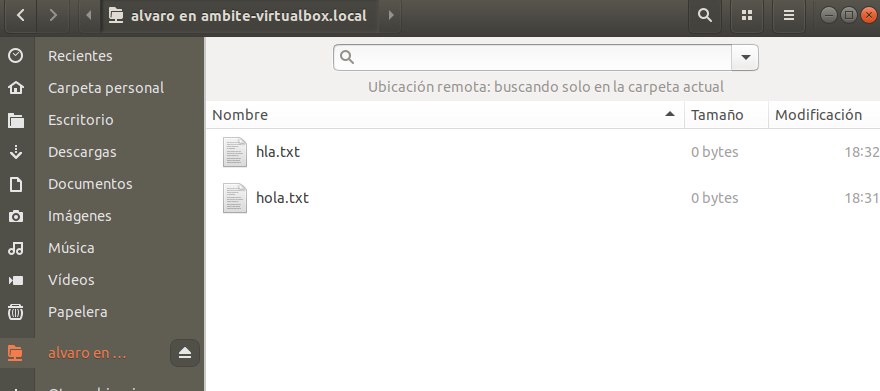 alvaro en ambite-virtualbox.local
Recientes
Carpeta personal
Escritorio
Descargas
Documentos
Imágenes
Música
Vídeos
Papelera
alvaro en ...
Ubicación remota: buscando solo en la carpeta actual
Nombre Tamaño Modificación
hla.txt 0 bytes 18:32
hola.txt 0 bytes 18:31